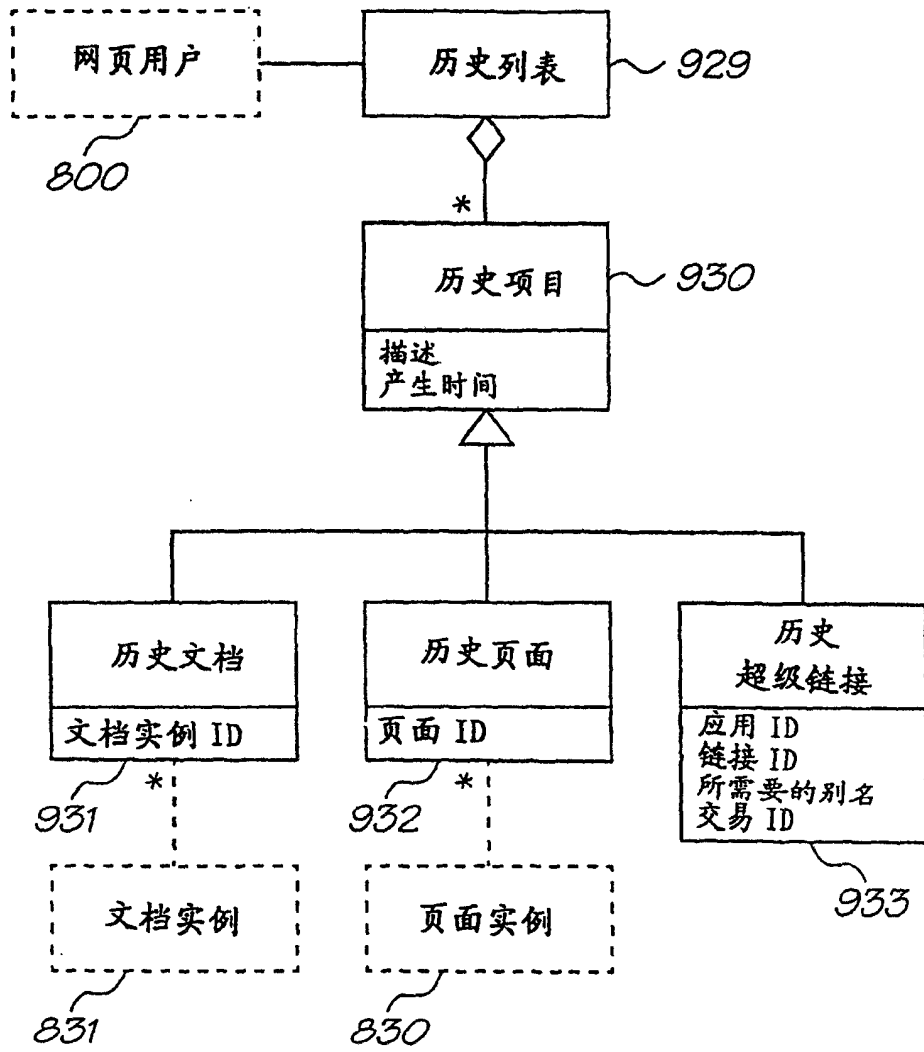 网页用户
历史列表
929
800
*
历史项目
930
描述
产生时间
历史文档
历史页面
历史
超级链接
文档实例 ID
页面 ID
应用 ID
链接 ID
所需要的别名
交易 ID
931
*
932
*
933
文档实例
页面实例
831
830